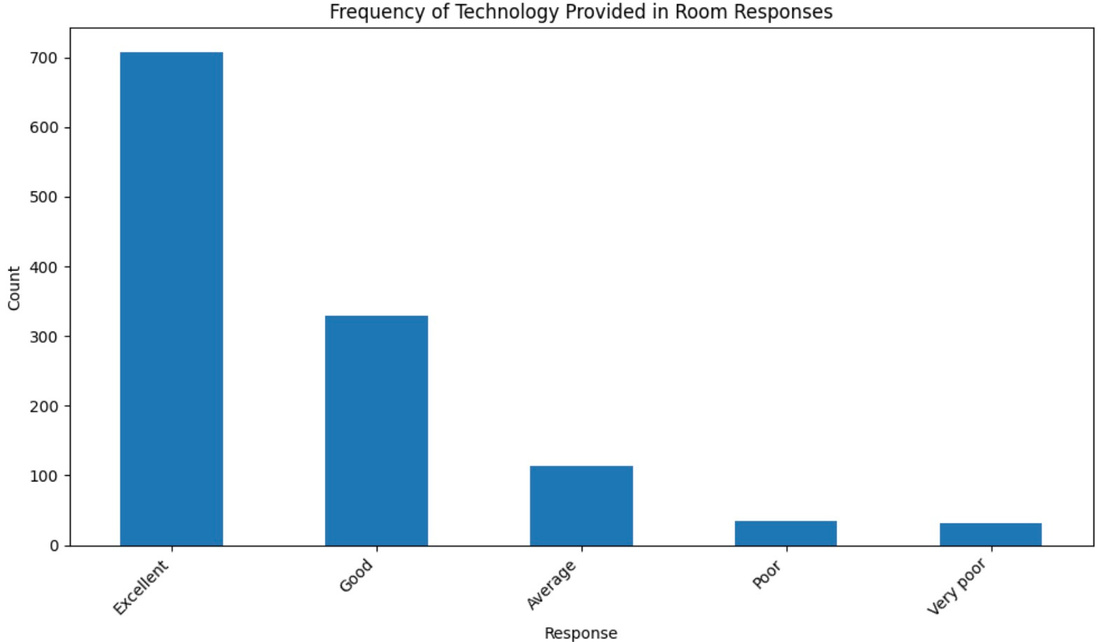 Frequency of Technology Provided in Room Responses
700
600
500
400
300
200
100
0
Count
Excellent
Good
Average
Poor
Very poor
Response